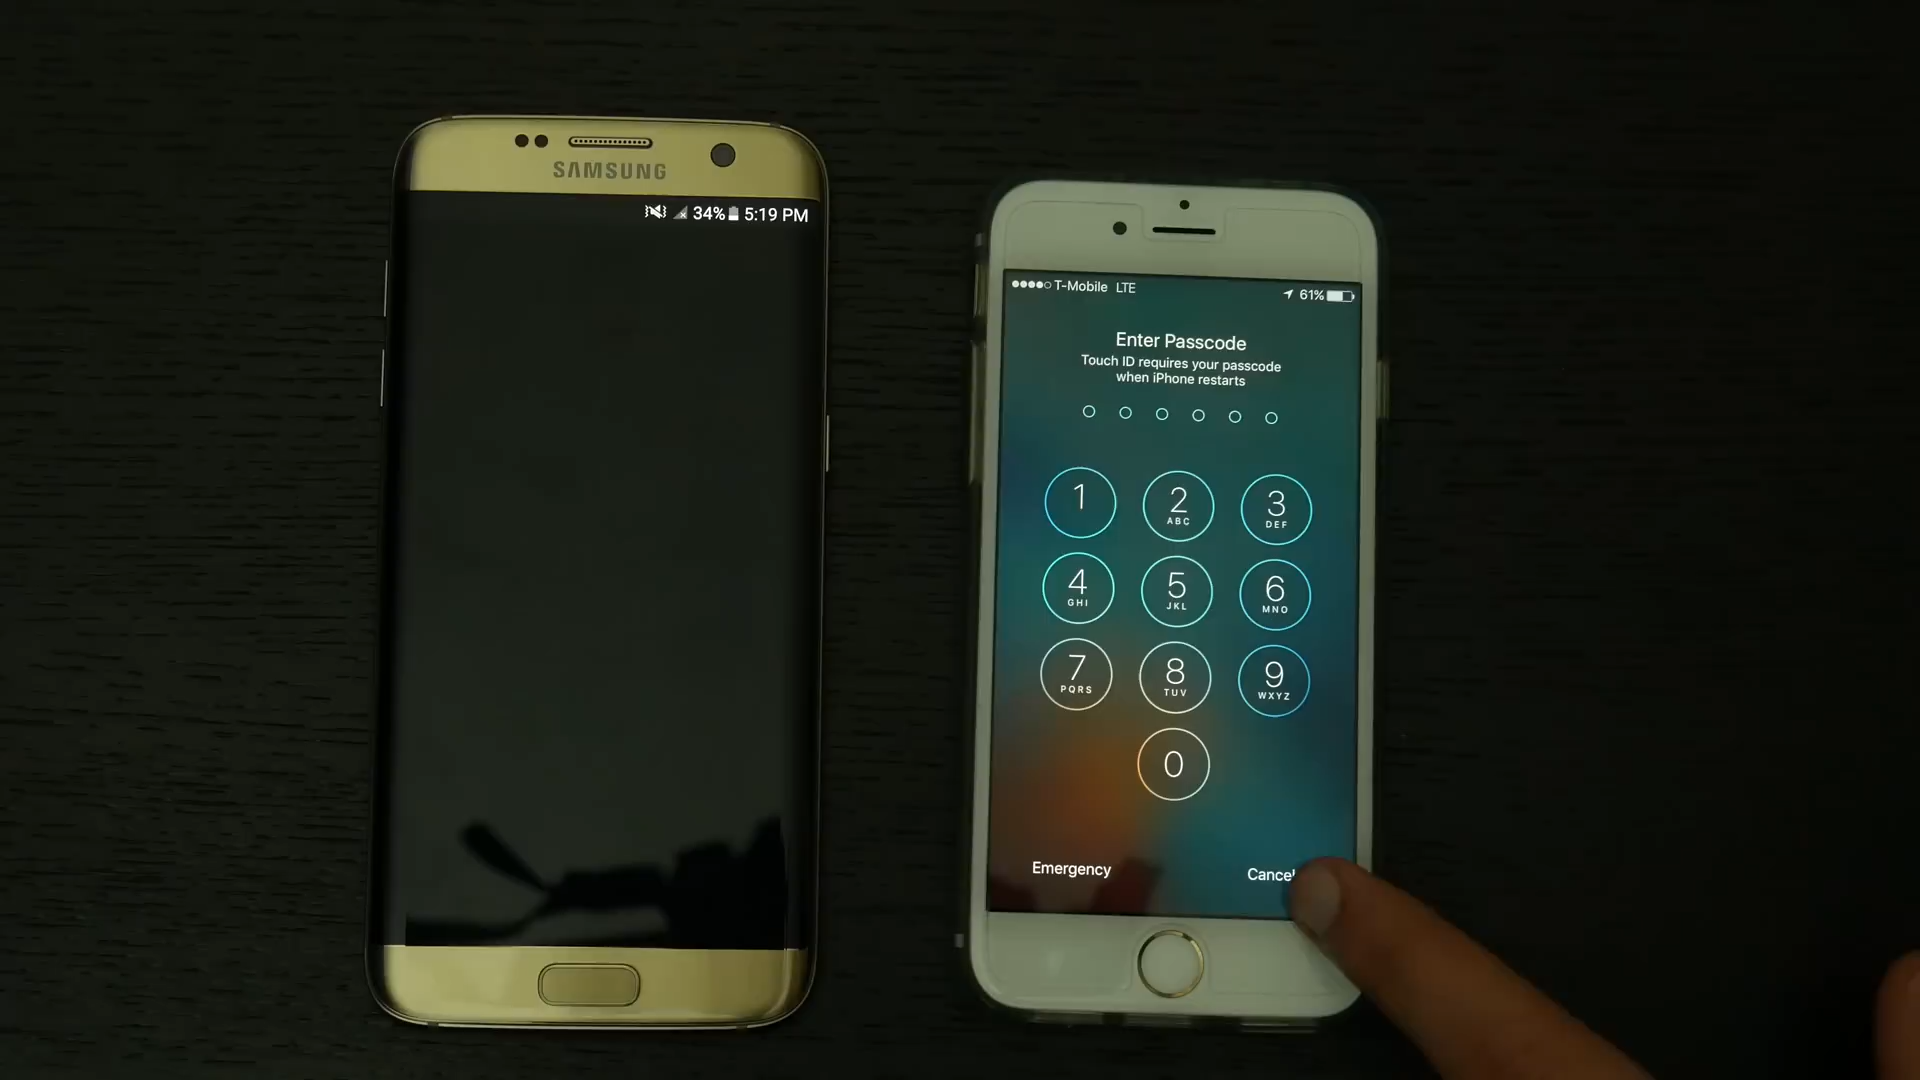 SAMSUNG
34% 5:19 PM
T-Mobile LTE
61%
Enter Passcode
Touch ID requires your passcode
when iPhone restarts
1
2
ABC
3
DEF
4
GHI
5
JKL
6
MNO
7
PQRS
8
TUV
9
WXYZ
0
Emergency
Cancel